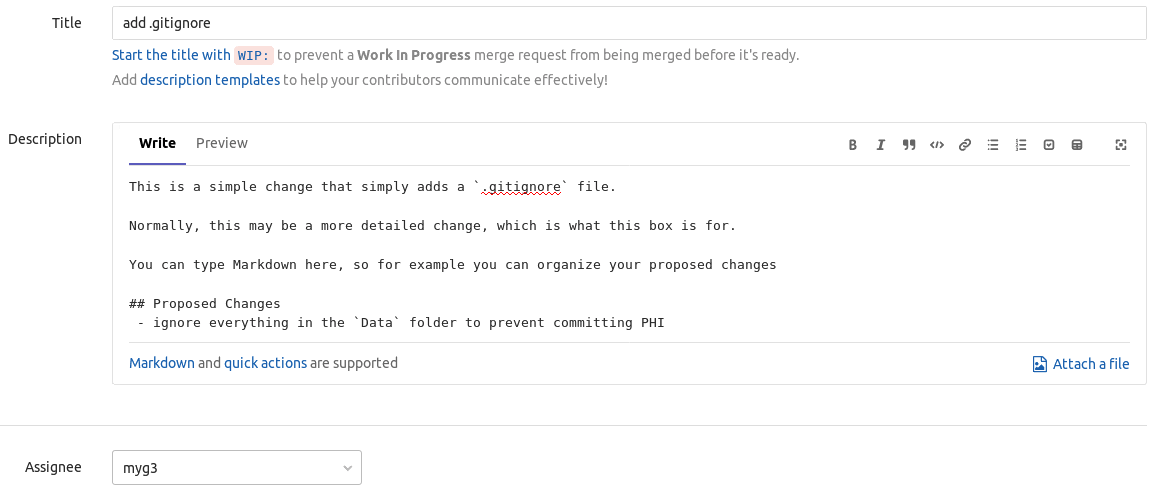 Title
add .gitignore
Start the title with WIP: to prevent a Work In Progress merge request from being merged before it's ready.
Add description templates to help your contributors communicate effectively!
Description
Write Preview
This is a simple change that simply adds a `.gitignore` file.
Normally, this may be a more detailed change, which is what this box is for.
You can type Markdown here, so for example you can organize your proposed changes
## Proposed Changes
- ignore everything in the `Data` folder to prevent committing PHI
Markdown and quick actions are supported
Attach a file
Assignee
myg3